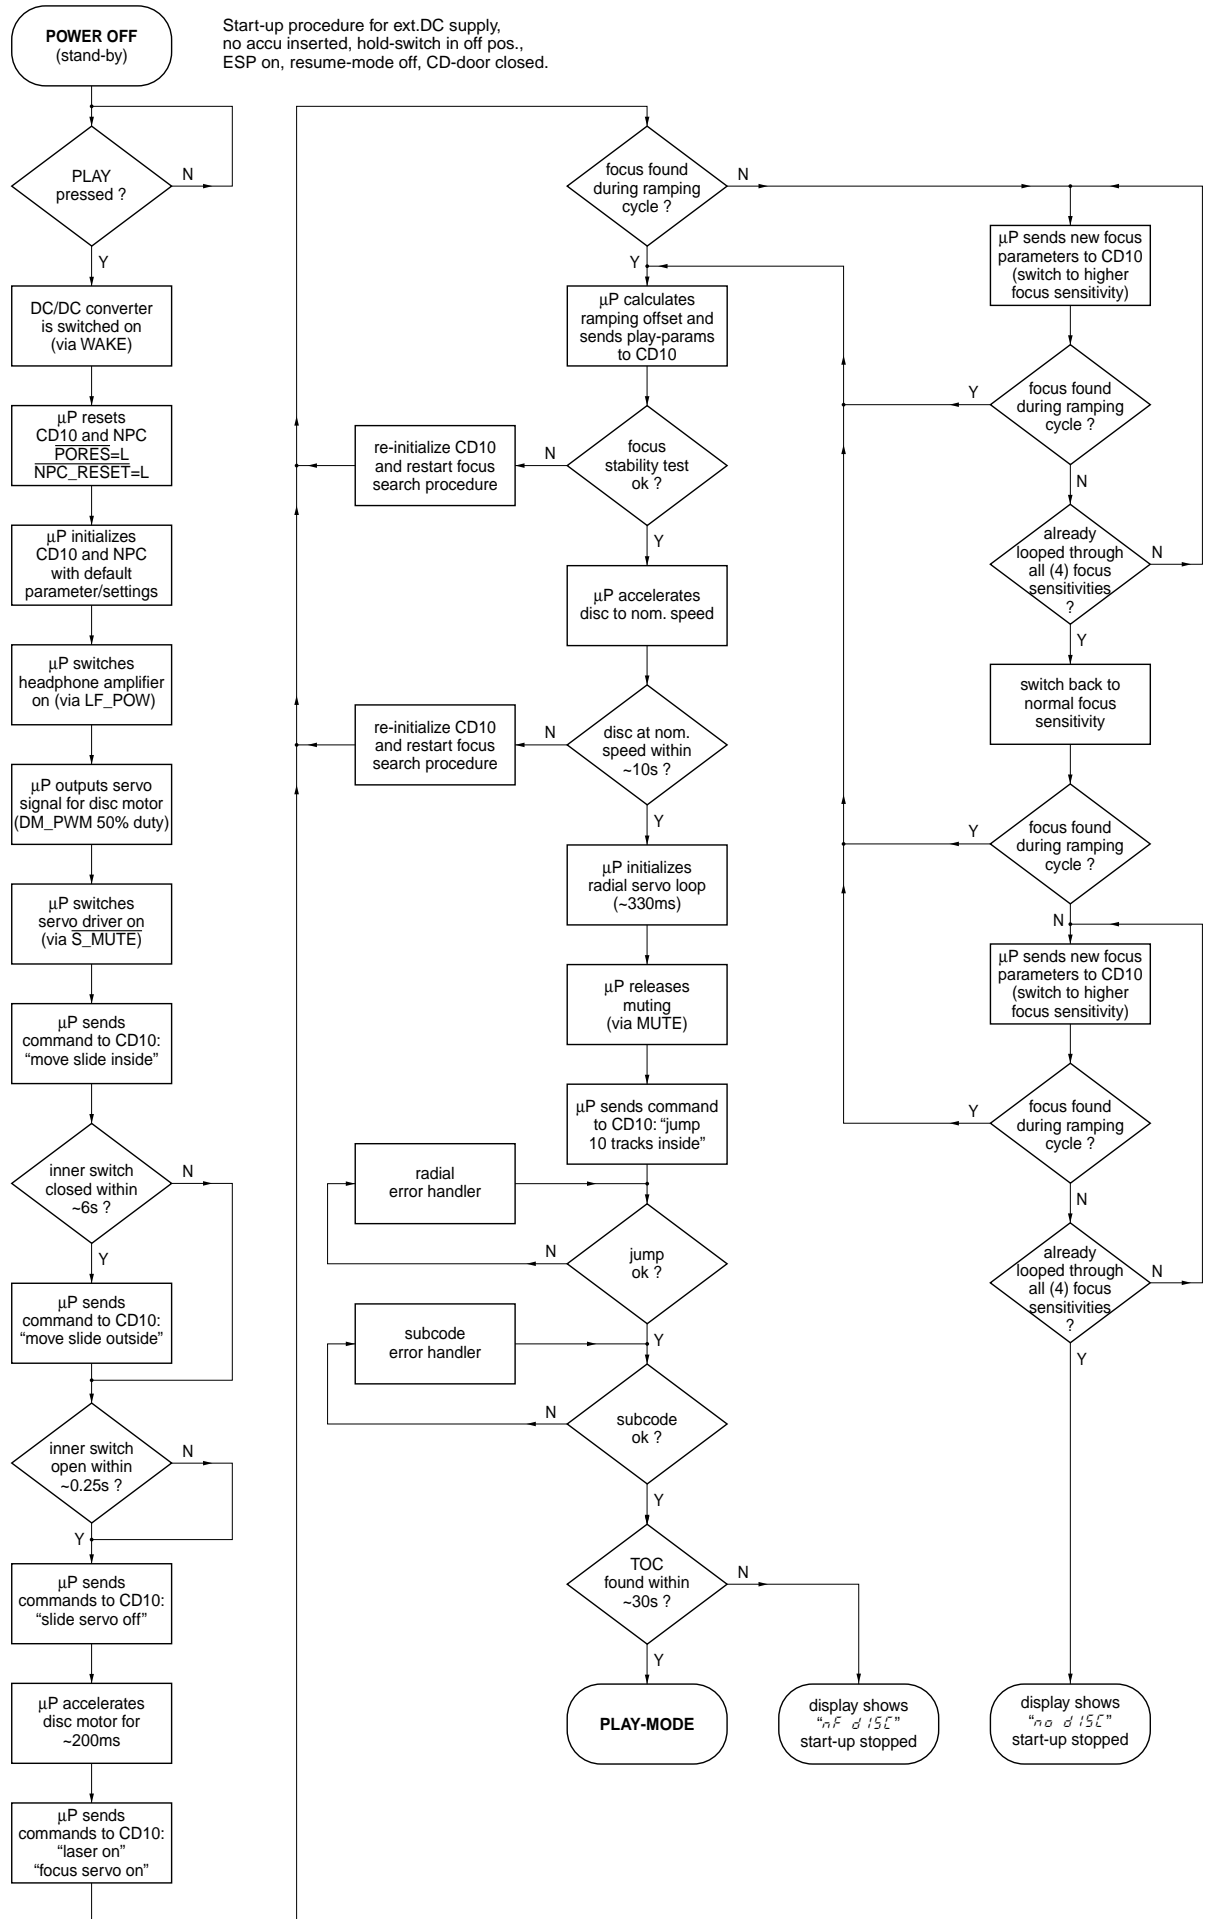 POWER OFF
(stand-by)
Start-up procedure for ext.DC supply,
no accu inserted, hold-switch in off pos.,
ESP on, resume-mode off, CD-door closed.
PLAY
pressed ?
N
Y
DC/DC converter
is switched on
(via WAKE)
µP resets
CD10 and NPC
PORES=L
NPC_RESET=L
µP initializes
CD10 and NPC
with default
parameter/settings
µP switches
headphone amplifier
on (via LF_POW)
µP outputs servo
signal for disc motor
(DM_PWM 50% duty)
µP switches
servo driver on
(via S_MUTE)
µP sends
command to CD10:
“move slide inside”
inner switch
closed within
~6s ?
N
Y
µP sends
command to CD10:
“move slide outside”
inner switch
open within
~0.25s ?
N
Y
µP sends
commands to CD10:
“slide servo off”
µP accelerates
disc motor for
~200ms
µP sends
commands to CD10:
“laser on”
“focus servo on”
focus found
during ramping
cycle ?
N
Y
µP calculates
ramping offset and
sends play-params
to CD10
focus
stability test
ok ?
N
re-initialize CD10
and restart focus
search procedure
Y
µP accelerates
disc to nom. speed
disc at nom.
speed within
~10s ?
N
re-initialize CD10
and restart focus
search procedure
Y
µP initializes
radial servo loop
(~330ms)
µP releases
muting
(via MUTE)
µP sends command
to CD10: “jump
10 tracks inside”
radial
error handler
jump
ok ?
N
Y
subcode
error handler
subcode
ok ?
N
Y
TOC
found within
~30s ?
N
Y
PLAY-MODE
display shows
“nF dISC”
start-up stopped
µP sends new focus
parameters to CD10
(switch to higher
focus sensitivity)
focus found
during ramping
cycle ?
Y
N
already
looped through
all (4) focus
sensitivities
?
N
Y
switch back to
normal focus
sensitivity
focus found
during ramping
cycle ?
Y
N
µP sends new focus
parameters to CD10
(switch to higher
focus sensitivity)
focus found
during ramping
cycle ?
Y
N
already
looped through
all (4) focus
sensitivities
?
N
Y
display shows
“no dISC”
start-up stopped